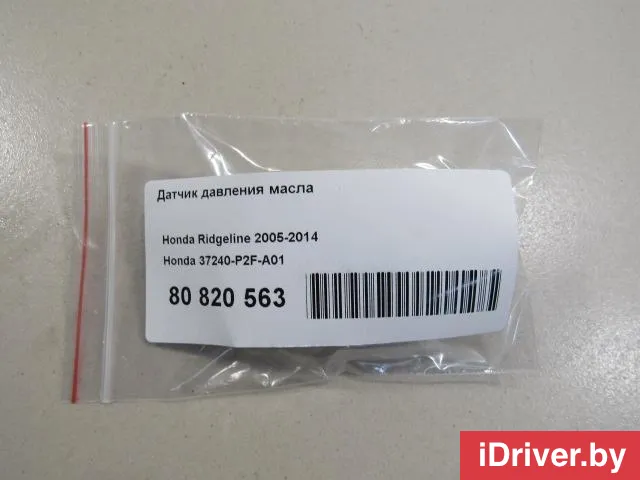 Датчик давления масла
Honda Ridgeline 2005-2014
Honda 37240-P2F-A01
80 820 563
iDriver.by